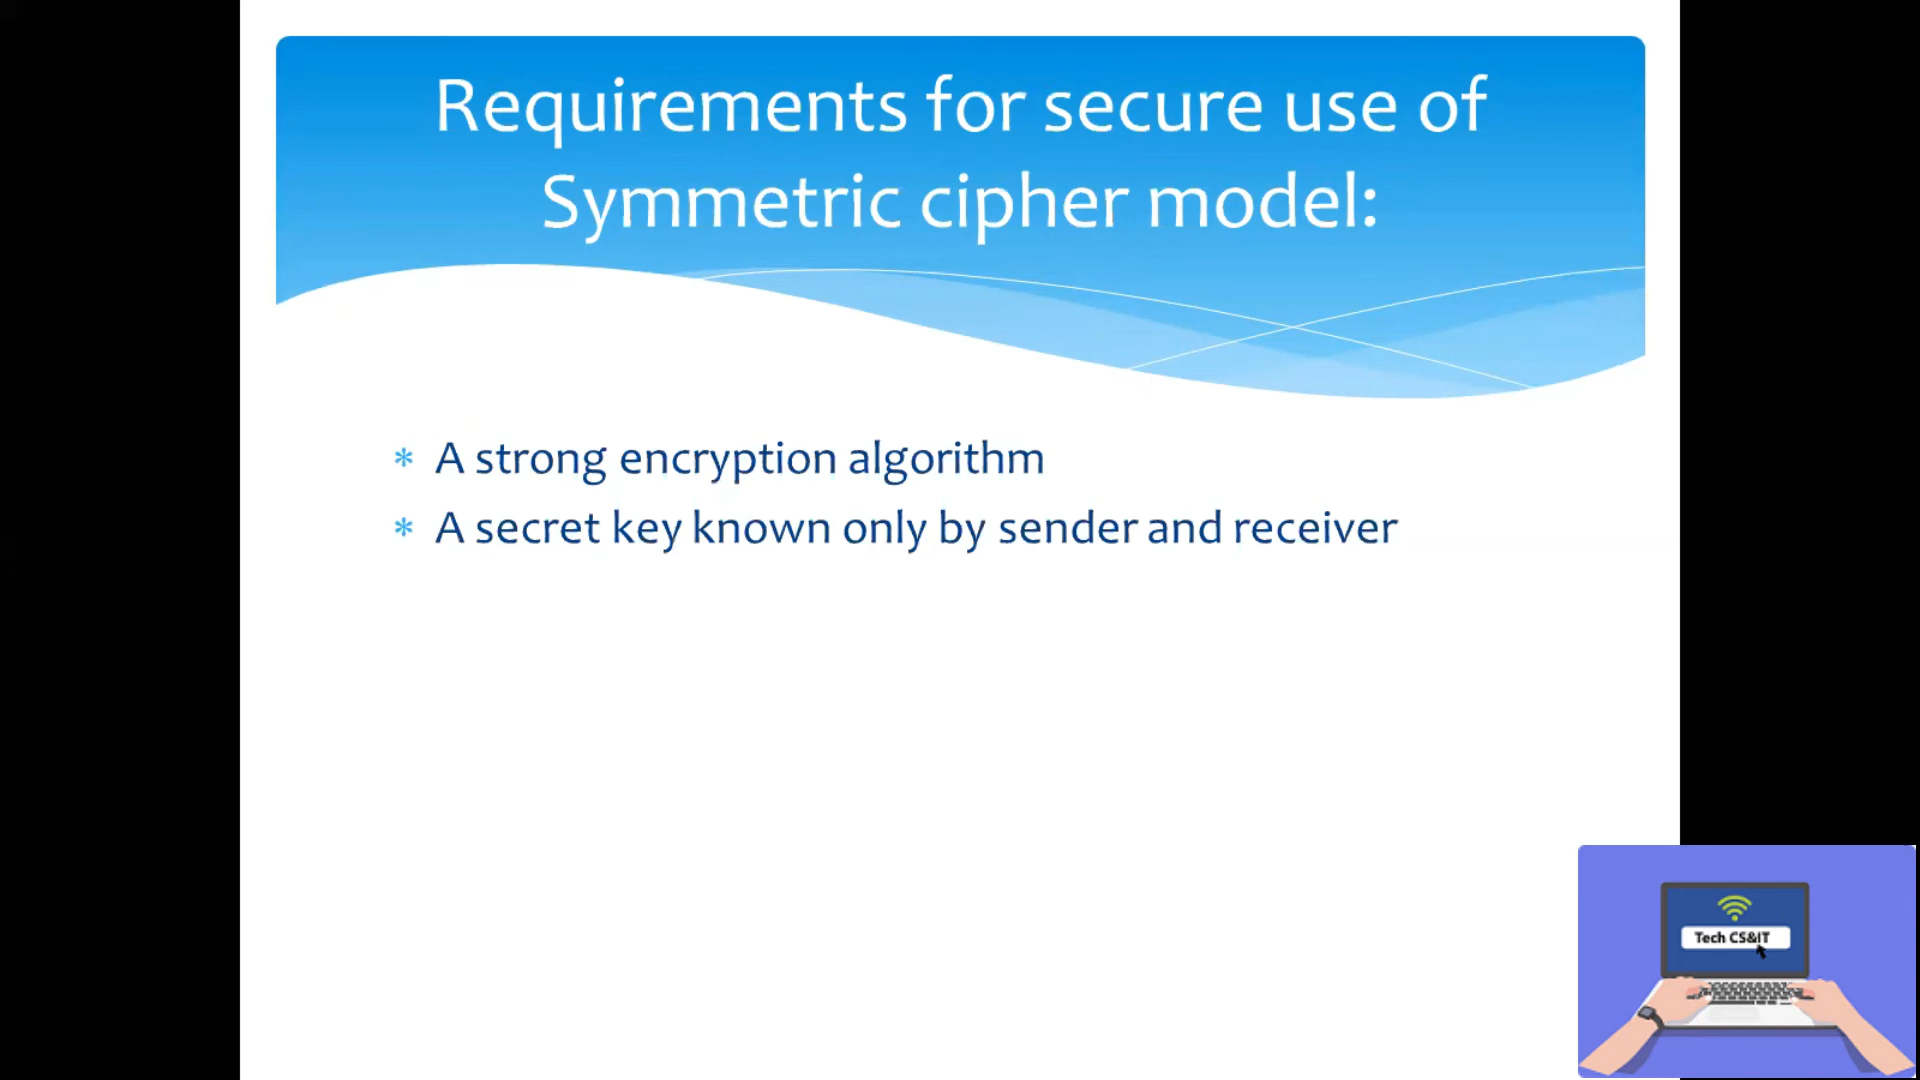 Requirements for secure use of
Symmetric cipher model:
* A strong encryption algorithm
* A secret key known only by sender and receiver
Tech CS&IT